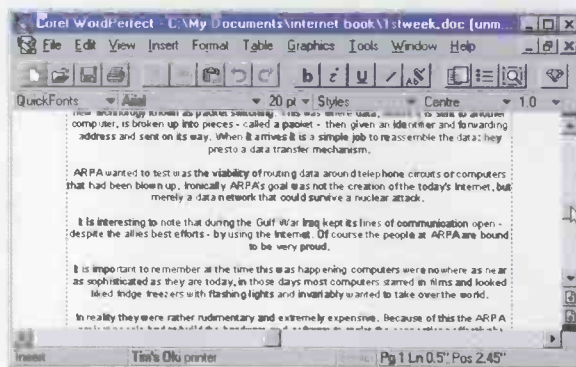 Corel WordPerfect - C:\My Documents\internet book\1stweek.doc (unm...
File Edit View Insert Format Table Graphics Tools Window Help
QuickFonts Arial 20 pt Styles Centre 1.0
new technology known as packet switching. This was where data, is sent to another
computer, is broken up into pieces - called a packet - then given an identifier and forwarding
address and sent on its way. When it arrives it is a simple job to reassemble the data; hey
presto a data transfer mechanism.
ARPA wanted to test was the viability of routing data around telephone circuits of computers
that had been blown up, Ironically ARPA's goal was not the creation of the today's Internet, but
merely a data network that could survive a nuclear attack.
It is interesting to note that during the Gulf War Iraq kept its lines of communication open -
despite the allies best efforts - by using the Internet. Of course the people at ARPA are bound
to be very proud.
It is important to remember at the time this was happening computers were nowhere as near
as sophisticated as they are today, in those days most computers starred in films and looked
liked fridge freezers with flashing lights and invariably wanted to take over the world.
In reality they were rather rudimentary and extremely expensive. Because of this the ARPA
Insert Tim's Oki printer Pg 1 Ln 0.5" Pos 2.45"